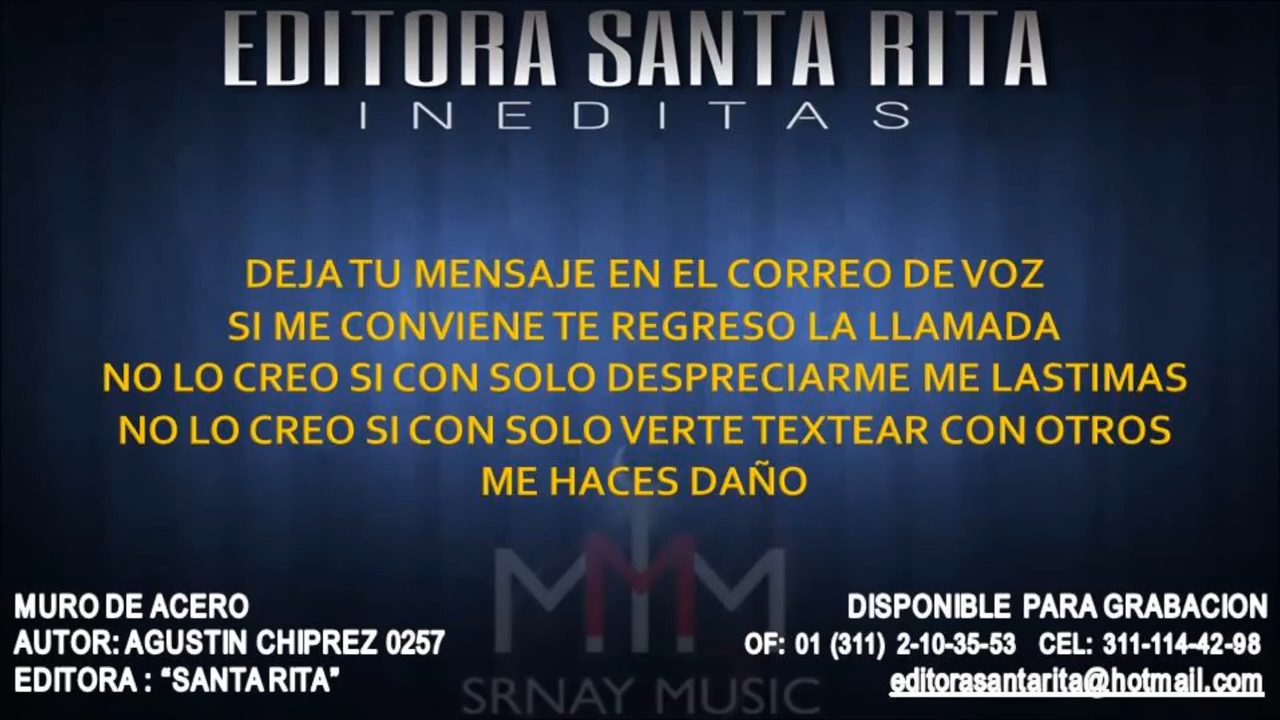 EDITORA SANTA RITA
INEDITAS
DEJA TU MENSAJE EN EL CORREO DE VOZ
SI ME CONVIENE TE REGRESO LA LLAMADA
NO LO CREO SI CON SOLO DESPRECIARME ME LASTIMAS
NO LO CREO SI CON SOLO VERTE TEXTEAR CON OTROS
ME HACES DAÑO
MMM
SRNAY MUSIC
MURO DE ACERO
AUTOR: AGUSTIN CHIPREZ 0257
EDITORA : “SANTA RITA”
DISPONIBLE PARA GRABACION
OF: 01 (311) 2-10-35-53 CEL: 311-114-42-98
editorasantarita@hotmail.com